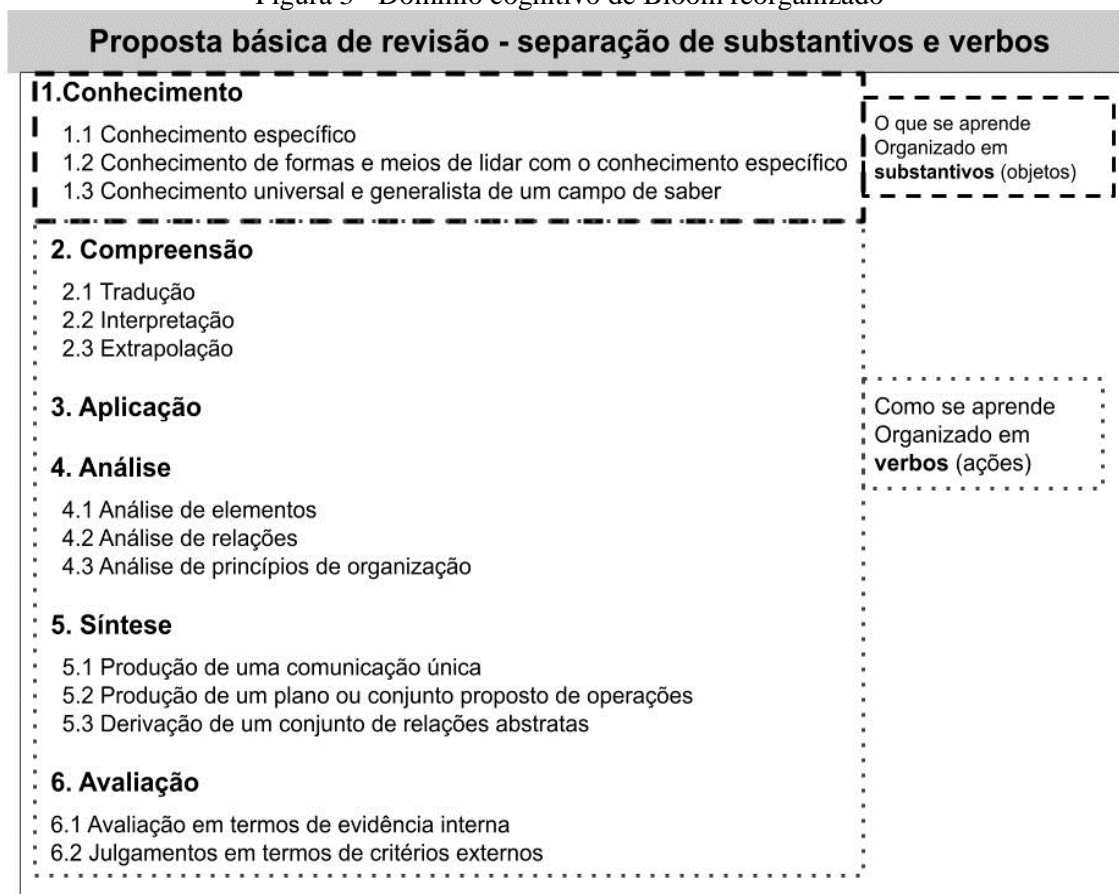 Figura 3 - Domínio cognitivo de Bloom reorganizado
Proposta básica de revisão - separação de substantivos e verbos
1.Conhecimento
1.1 Conhecimento específico
1.2 Conhecimento de formas e meios de lidar com o conhecimento específico
1.3 Conhecimento universal e generalista de um campo de saber
O que se aprende
Organizado em
substantivos (objetos)
2. Compreensão
2.1 Tradução
2.2 Interpretação
2.3 Extrapolação
3. Aplicação
Como se aprende
Organizado em
verbos (ações)
4. Análise
4.1 Análise de elementos
4.2 Análise de relações
4.3 Análise de princípios de organização
5. Síntese
5.1 Produção de uma comunicação única
5.2 Produção de um plano ou conjunto proposto de operações
5.3 Derivação de um conjunto de relações abstratas
6. Avaliação
6.1 Avaliação em termos de evidência interna
6.2 Julgamentos em termos de critérios externos